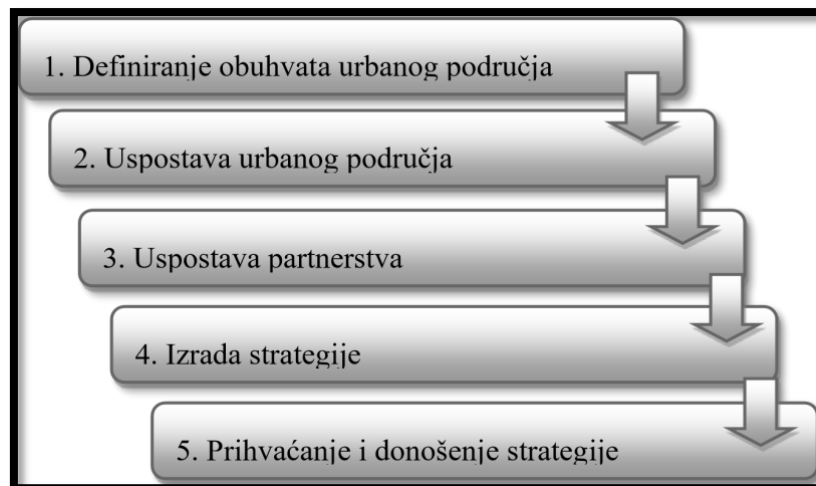 1. Definiranje obuhvata urbanog područja
2. Uspostava urbanog područja
3. Uspostava partnerstva
4. Izrada strategije
5. Prihvaćanje i donošenje strategije